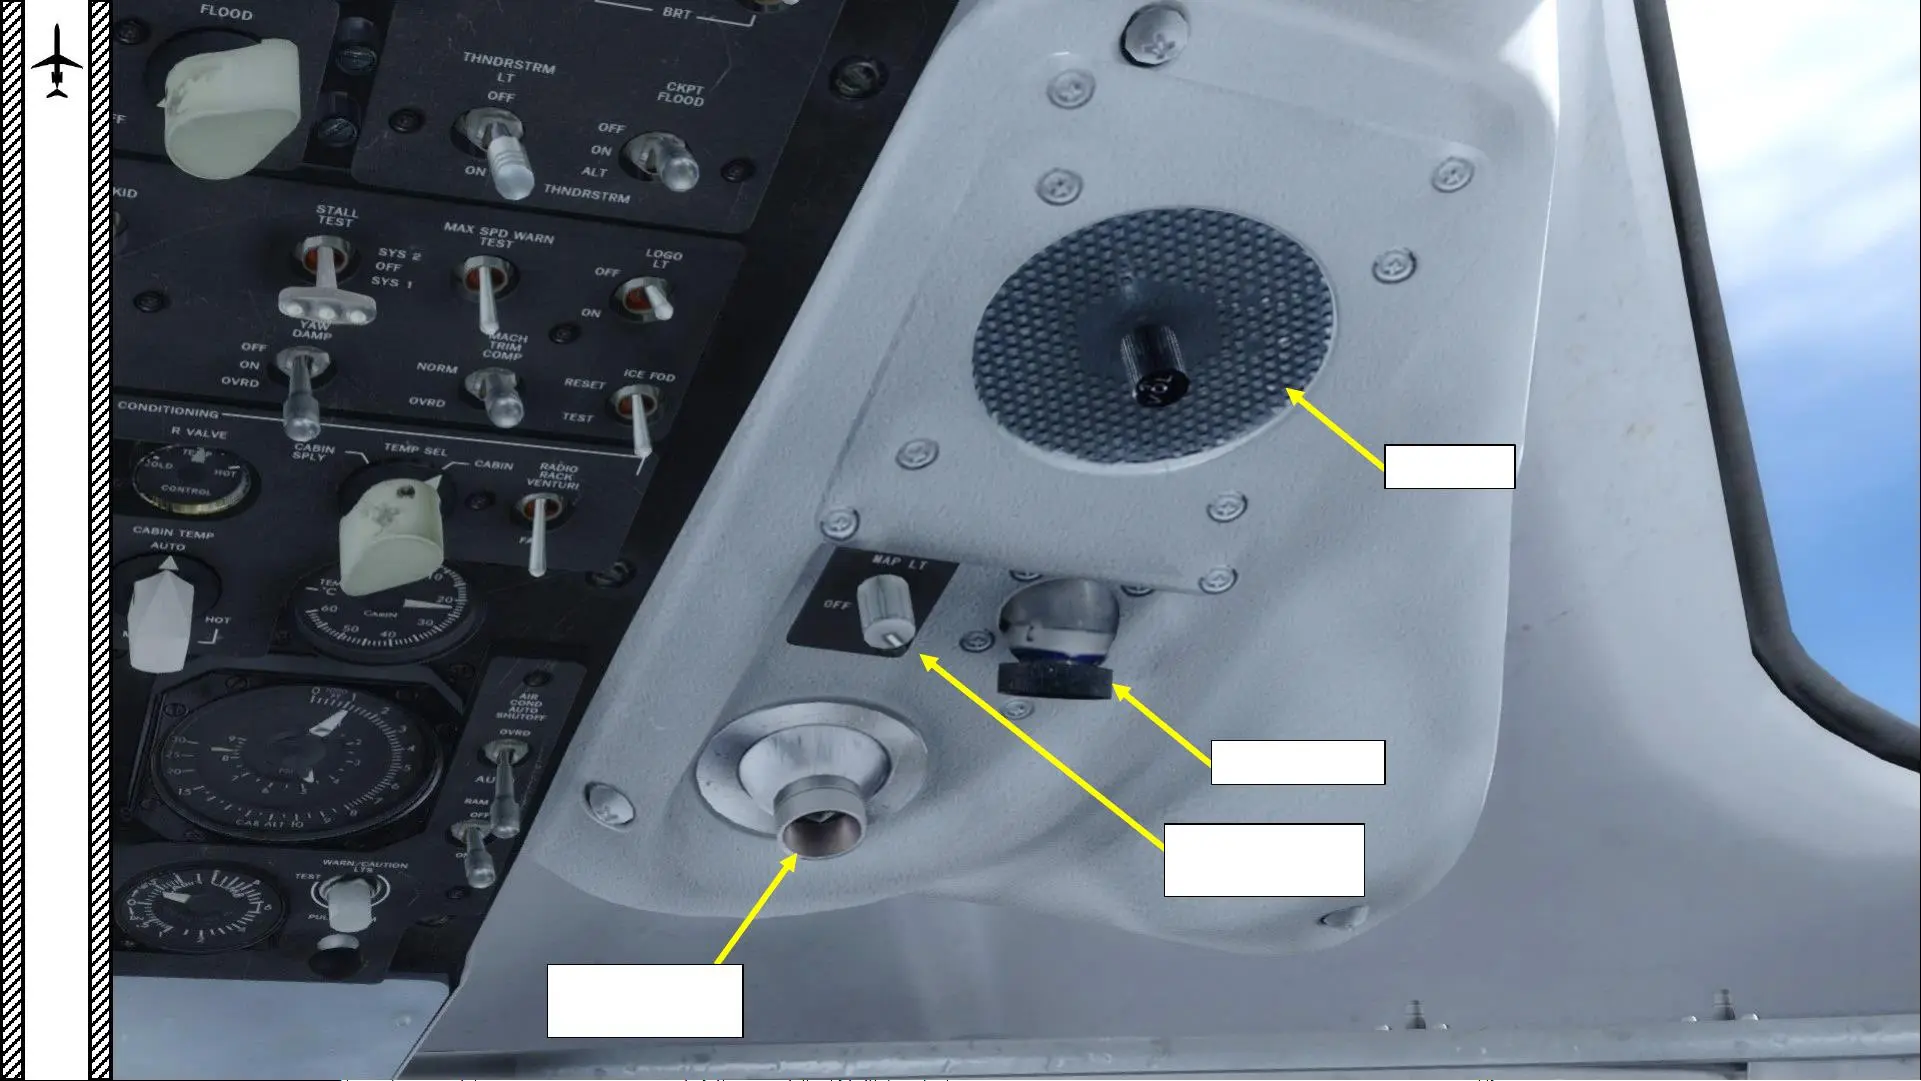 FLOOD
BRT
THNDRSTRM
LT
OFF
ON
CKPT
FLOOD
OFF
ON
ALT
THNDRSTRM
KID
STALL
TEST
SYS 2
OFF
SYS 1
MAX SPD WARN
TEST
LOGO
LT
OFF
ON
YAW
DAMP
OFF
ON
OVRD
MACH
TRIM
COMP
NORM
OVRD
ICE FOD
RESET
TEST
CONDITIONING
R VALVE
CONTROL
HOT
CABIN
SPLY
TEMP SEL
CABIN
RADIO
RACK
VENTURI
CABIN TEMP
AUTO
HOT
°C
CABIN
10
20
30
40
50
60
AIR
COND
AUTO
SHUTOFF
OVRD
RAM
OFF
CAB ALT
WARN/CAUTION
LTS
TEST
VOL
MAP LT
OFF